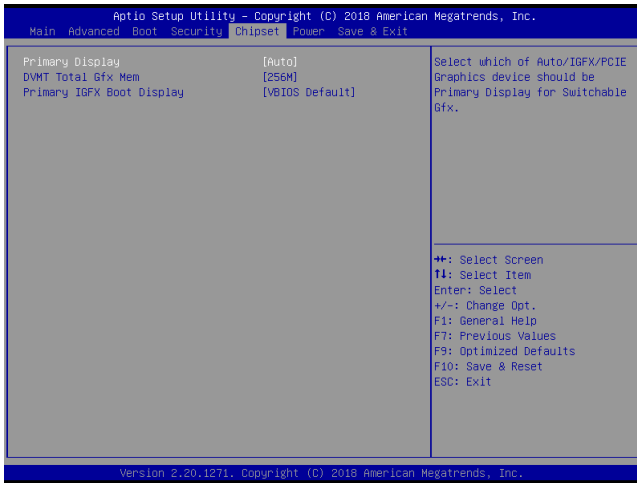 Aptio Setup Utility – Copyright (C) 2018 American Megatrends, Inc.
Main Advanced Boot Security Chipset Power Save & Exit
Primary Display [Auto]
DVMT Total Gfx Mem [256M]
Primary IGFX Boot Display [VBIOS Default]
Select which of Auto/IGFX/PCIE
Graphics device should be
Primary Display for Switchable
Gfx.
→←: Select Screen
↑↓: Select Item
Enter: Select
+/-: Change Opt.
F1: General Help
F7: Previous Values
F9: Optimized Defaults
F10: Save & Reset
ESC: Exit
Version 2.20.1271. Copyright (C) 2018 American Megatrends, Inc.